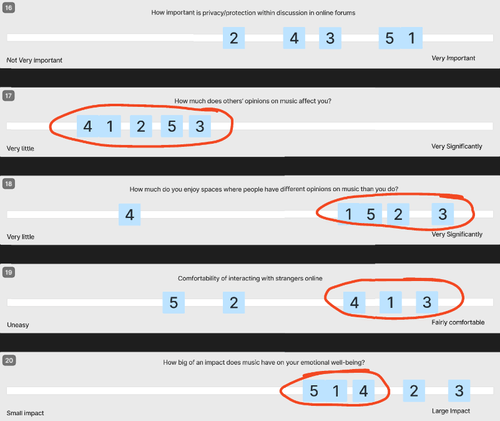 16
How important is privacy/protection within discussion in online forums
2 4 3 5 1
Not Very Important Very Important
17
How much does others' opinions on music affect you?
4 1 2 5 3
Very little Very Significantly
18
How much do you enjoy spaces where people have different opinions on music than you do?
4 1 5 2 3
Very little Very Significantly
19
Comfortability of interacting with strangers online
5 2 4 1 3
Uneasy Fairly comfortable
20
How big of an impact does music have on your emotional well-being?
5 1 4 2 3
Small impact Large Impact